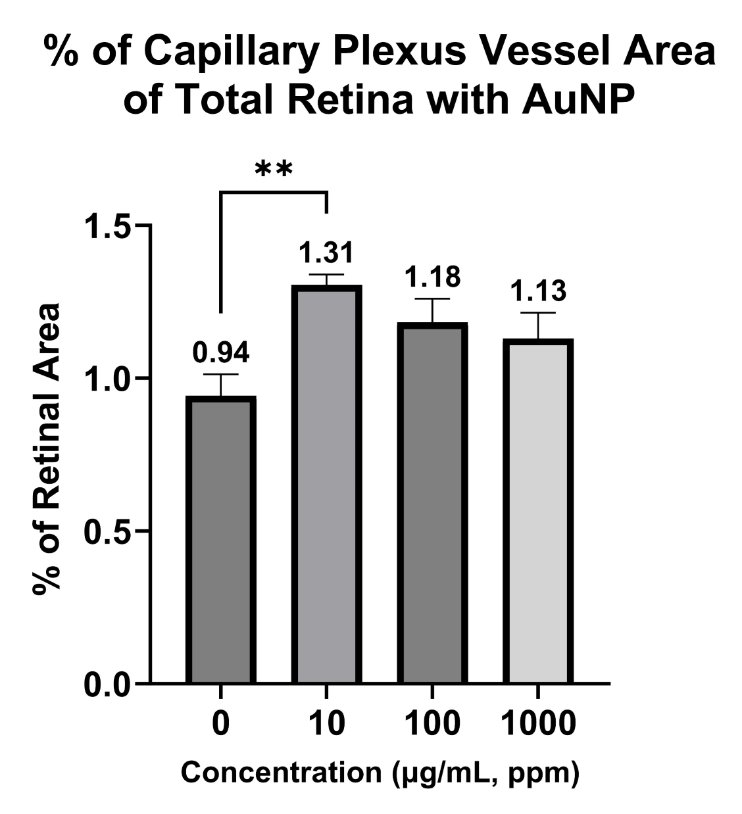 % of Capillary Plexus Vessel Area
of Total Retina with AuNP
**
1.5
1.31
1.18
1.13
0.94
1.0
% of Retinal Area
0.5
0.0
0 10 100 1000
Concentration (µg/mL, ppm)